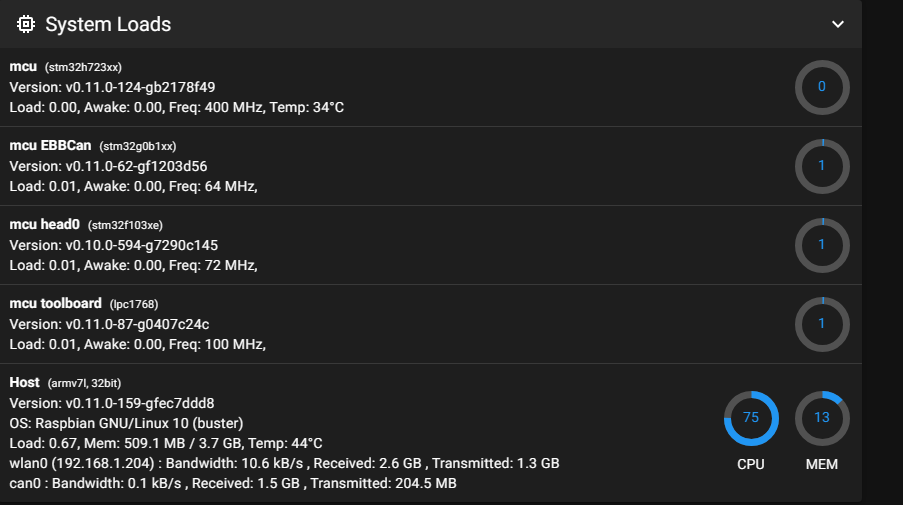 System Loads
mcu (stm32h723xx)
Version: v0.11.0-124-gb2178f49
Load: 0.00, Awake: 0.00, Freq: 400 MHz, Temp: 34°C
0
mcu EBBCan (stm32g0b1xx)
Version: v0.11.0-62-gf1203d56
Load: 0.01, Awake: 0.00, Freq: 64 MHz,
1
mcu head0 (stm32f103xe)
Version: v0.10.0-594-g7290c145
Load: 0.01, Awake: 0.00, Freq: 72 MHz,
1
mcu toolboard (lpc1768)
Version: v0.11.0-87-g0407c24c
Load: 0.01, Awake: 0.00, Freq: 100 MHz,
1
Host (armv7l, 32bit)
Version: v0.11.0-159-gfec7ddd8
OS: Raspbian GNU/Linux 10 (buster)
Load: 0.67, Mem: 509.1 MB / 3.7 GB, Temp: 44°C
wlan0 (192.168.1.204) : Bandwidth: 10.6 kB/s , Received: 2.6 GB , Transmitted: 1.3 GB
can0 : Bandwidth: 0.1 kB/s , Received: 1.5 GB , Transmitted: 204.5 MB
75 13
CPU MEM